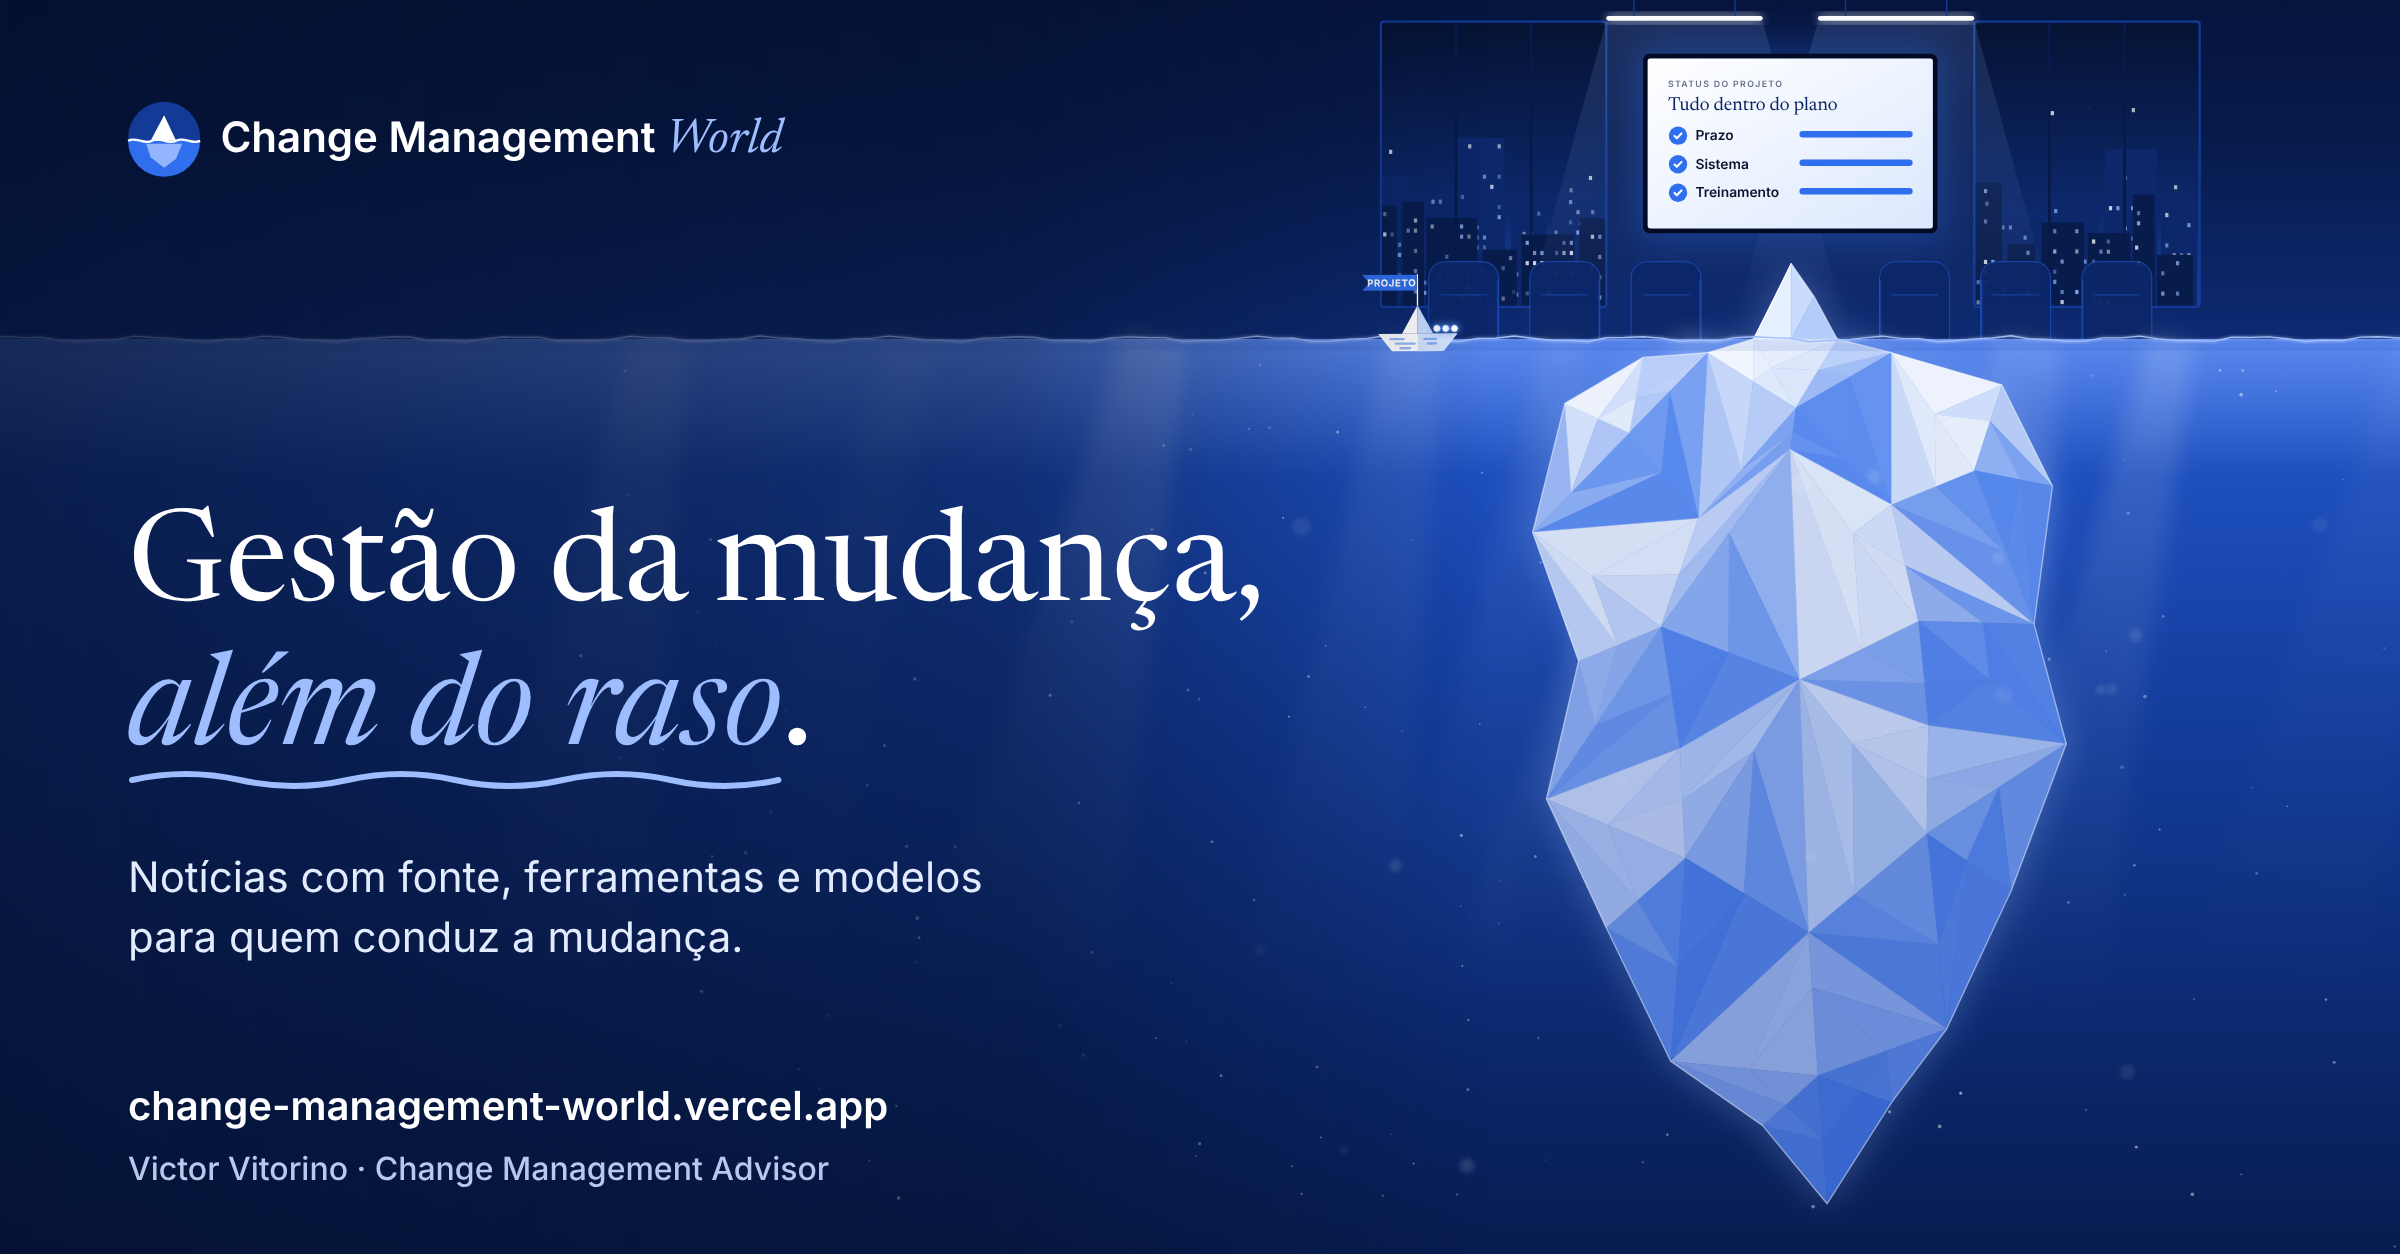 Change Management World
STATUS DO PROJETO
Tudo dentro do plano
Prazo
Sistema
Treinamento
PROJETO
Gestão da mudança,
além do raso.
Notícias com fonte, ferramentas e modelos
para quem conduz a mudança.
change-management-world.vercel.app
Victor Vitorino · Change Management Advisor